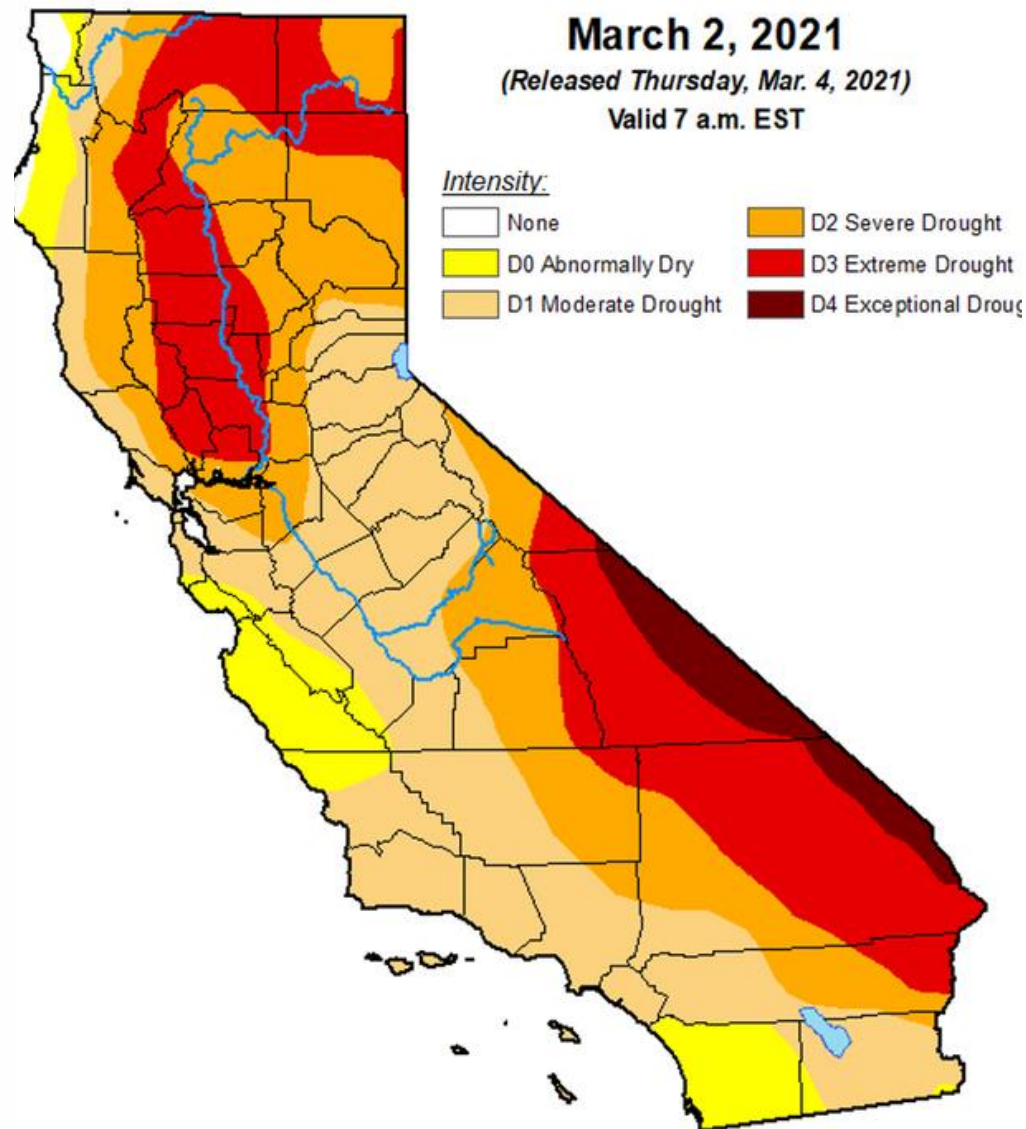 March 2, 2021
(Released Thursday, Mar. 4, 2021)
Valid 7 a.m. EST
Intensity:
None
D0 Abnormally Dry
D1 Moderate Drought
D2 Severe Drought
D3 Extreme Drought
D4 Exceptional Droug